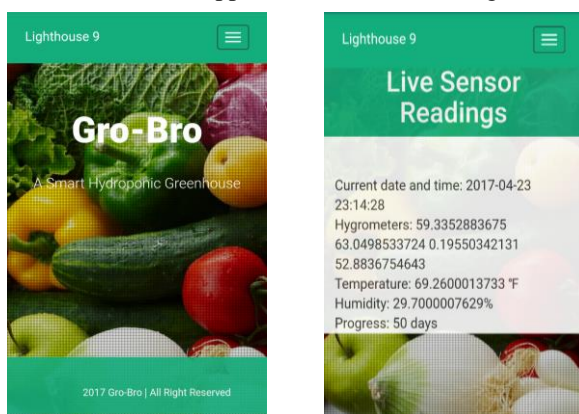 Lighthouse 9
Gro-Bro
A Smart Hydroponic Greenhouse
2017 Gro-Bro | All Right Reserved
Lighthouse 9
Live Sensor
Readings
Current date and time: 2017-04-23
23:14:28
Hygrometers: 59.3352883675
63.0498533724 0.19550342131
52.8836754643
Temperature: 69.2600013733 °F
Humidity: 29.7000007629%
Progress: 50 days